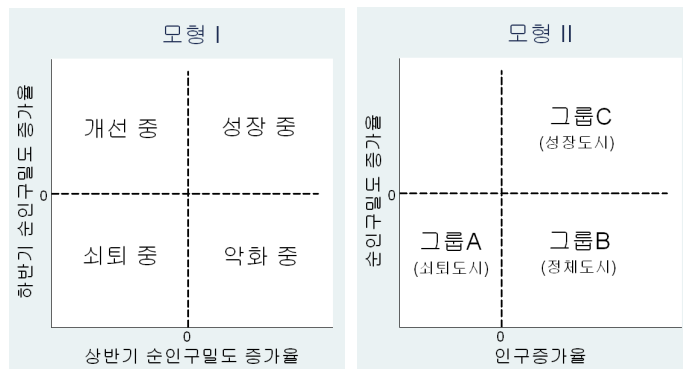 모형 I
개선 중
성장 중
쇠퇴 중
악화 중
하반기 순인구밀도 증가율
0
0
상반기 순인구밀도 증가율
모형 II
그룹C
(성장도시)
그룹A
(쇠퇴도시)
그룹B
(정체도시)
순인구밀도 증가율
0
0
인구증가율